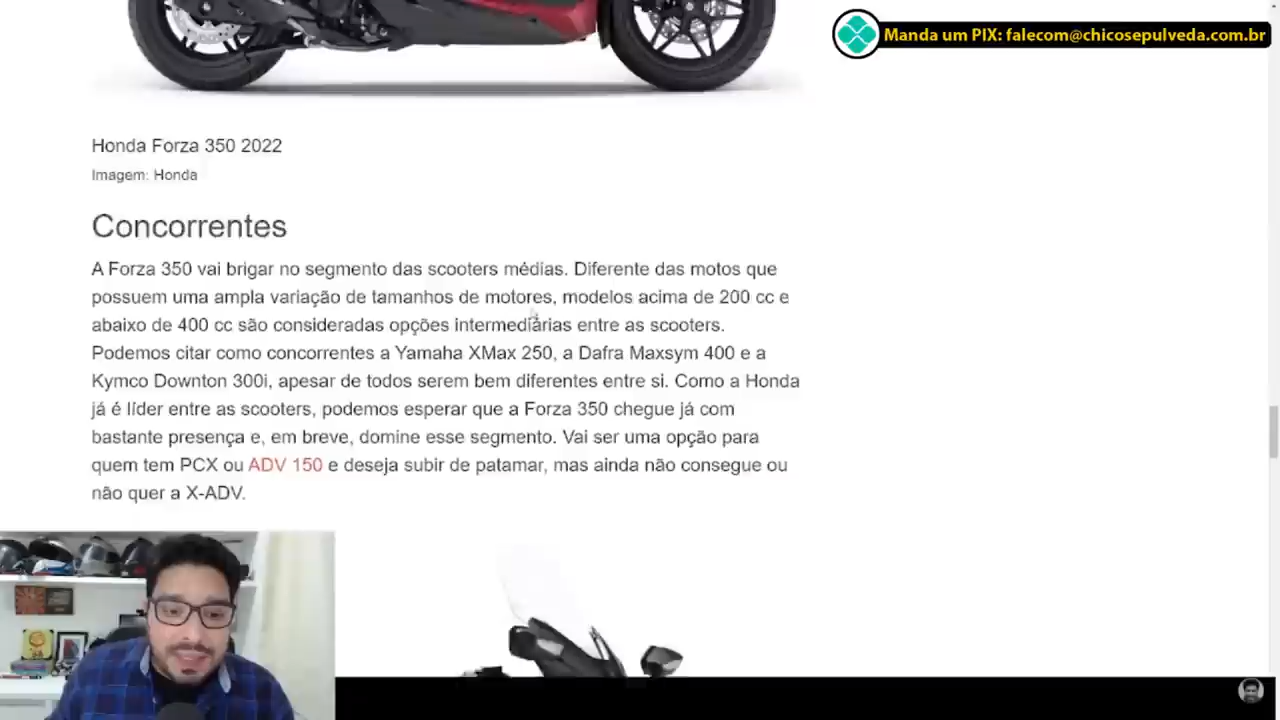 Manda um PIX: falecom@chicosepulveda.com.br
Honda Forza 350 2022
Imagem: Honda
Concorrentes
A Forza 350 vai brigar no segmento das scooters médias. Diferente das motos que
possuem uma ampla variação de tamanhos de motores, modelos acima de 200 cc e
abaixo de 400 cc são consideradas opções intermediárias entre as scooters.
Podemos citar como concorrentes a Yamaha XMax 250, a Dafra Maxsym 400 e a
Kymco Downton 300i, apesar de todos serem bem diferentes entre si. Como a Honda
já é líder entre as scooters, podemos esperar que a Forza 350 chegue já com
bastante presença e, em breve, domine esse segmento. Vai ser uma opção para
quem tem PCX ou ADV 150 e deseja subir de patamar, mas ainda não consegue ou
não quer a X-ADV.